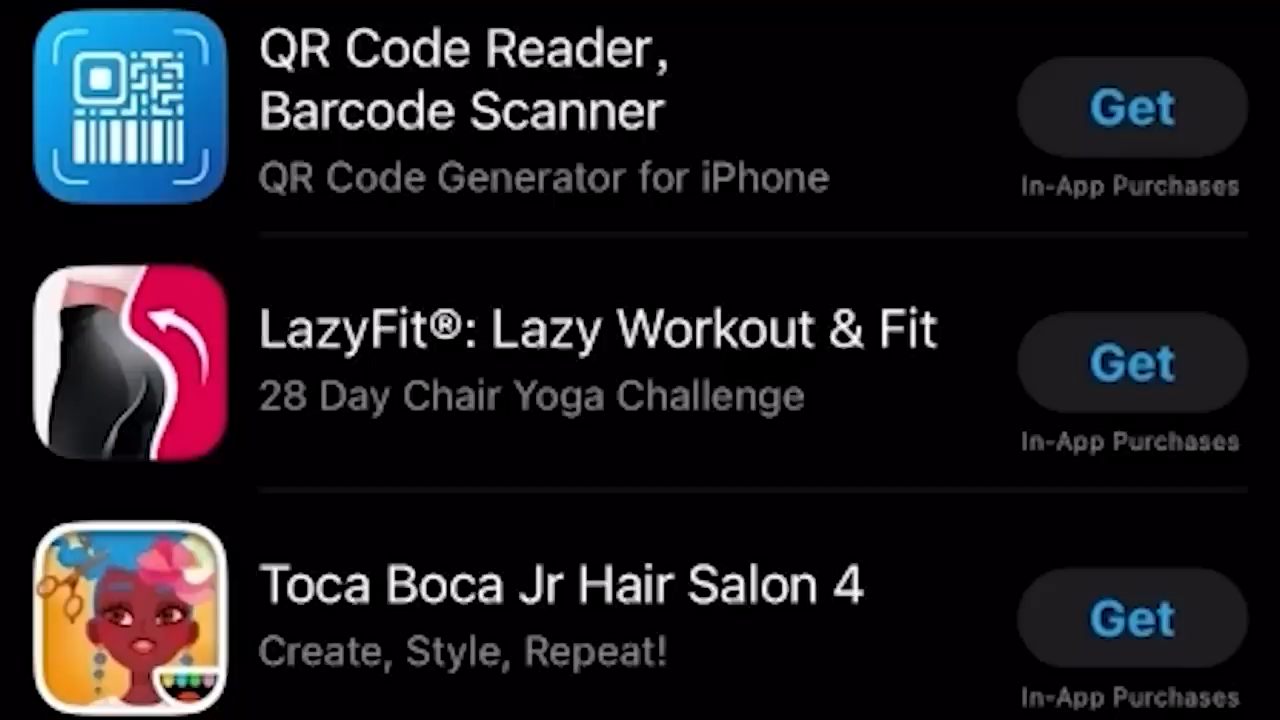 QR Code Reader,
Barcode Scanner
QR Code Generator for iPhone
Get
In-App Purchases
LazyFit®: Lazy Workout & Fit
28 Day Chair Yoga Challenge
Get
In-App Purchases
Toca Boca Jr Hair Salon 4
Create, Style, Repeat!
Get
In-App Purchases